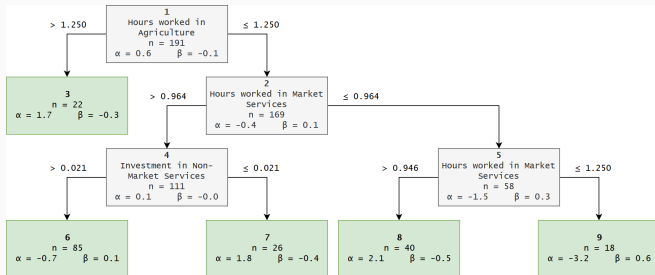 1
Hours worked in
Agriculture
n = 191
α = 0.6 β = -0.1
> 1.250
≤ 1.250
3
n = 22
α = 1.7 β = -0.3
2
Hours worked in Market
Services
n = 169
α = -0.4 β = 0.1
> 0.964
≤ 0.964
4
Investment in Non-
Market Services
n = 111
α = 0.1 β = -0.0
5
Hours worked in Market
Services
n = 58
α = -1.5 β = 0.3
> 0.021
≤ 0.021
> 0.946
≤ 1.250
6
n = 85
α = -0.7 β = 0.1
7
n = 26
α = 1.8 β = -0.4
8
n = 40
α = 2.1 β = -0.5
9
n = 18
α = -3.2 β = 0.6